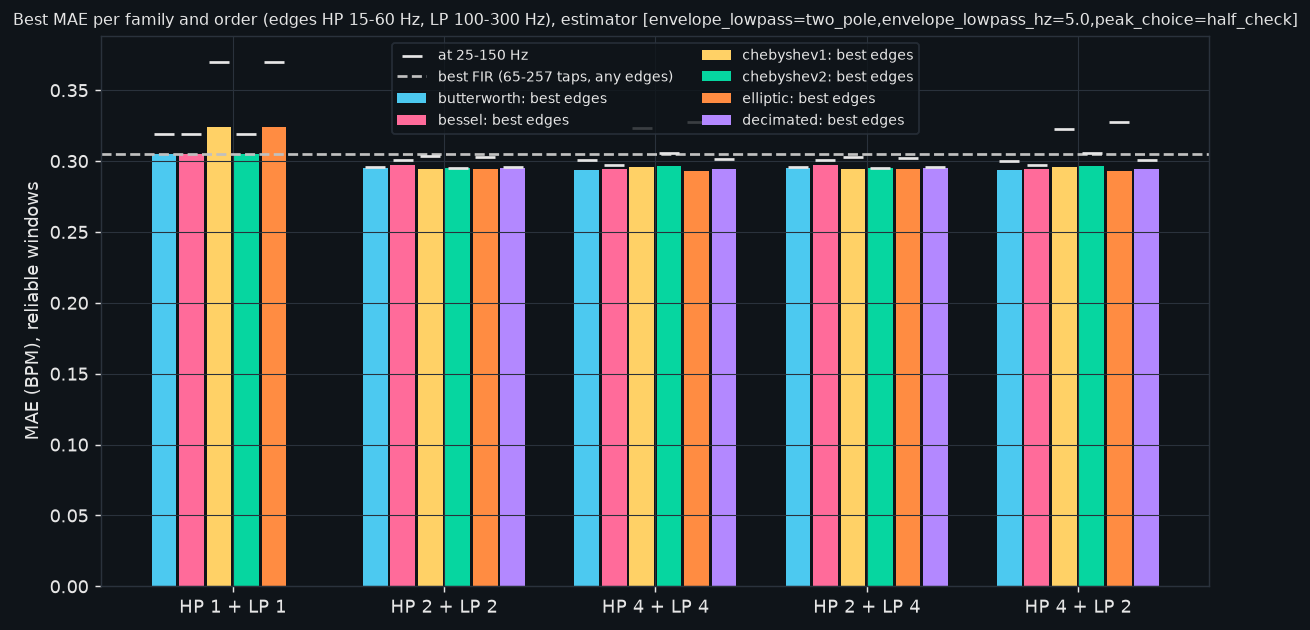 Best MAE per family and order (edges HP 15-60 Hz, LP 100-300 Hz), estimator [envelope_lowpass=two_pole,envelope_lowpass_hz=5.0,peak_choice=half_check]
MAE (BPM), reliable windows
0.35
0.30
0.25
0.20
0.15
0.10
0.05
0.00
at 25-150 Hz
best FIR (65-257 taps, any edges)
butterworth: best edges
bessel: best edges
chebyshev1: best edges
chebyshev2: best edges
elliptic: best edges
decimated: best edges
HP 1 + LP 1
HP 2 + LP 2
HP 4 + LP 4
HP 2 + LP 4
HP 4 + LP 2